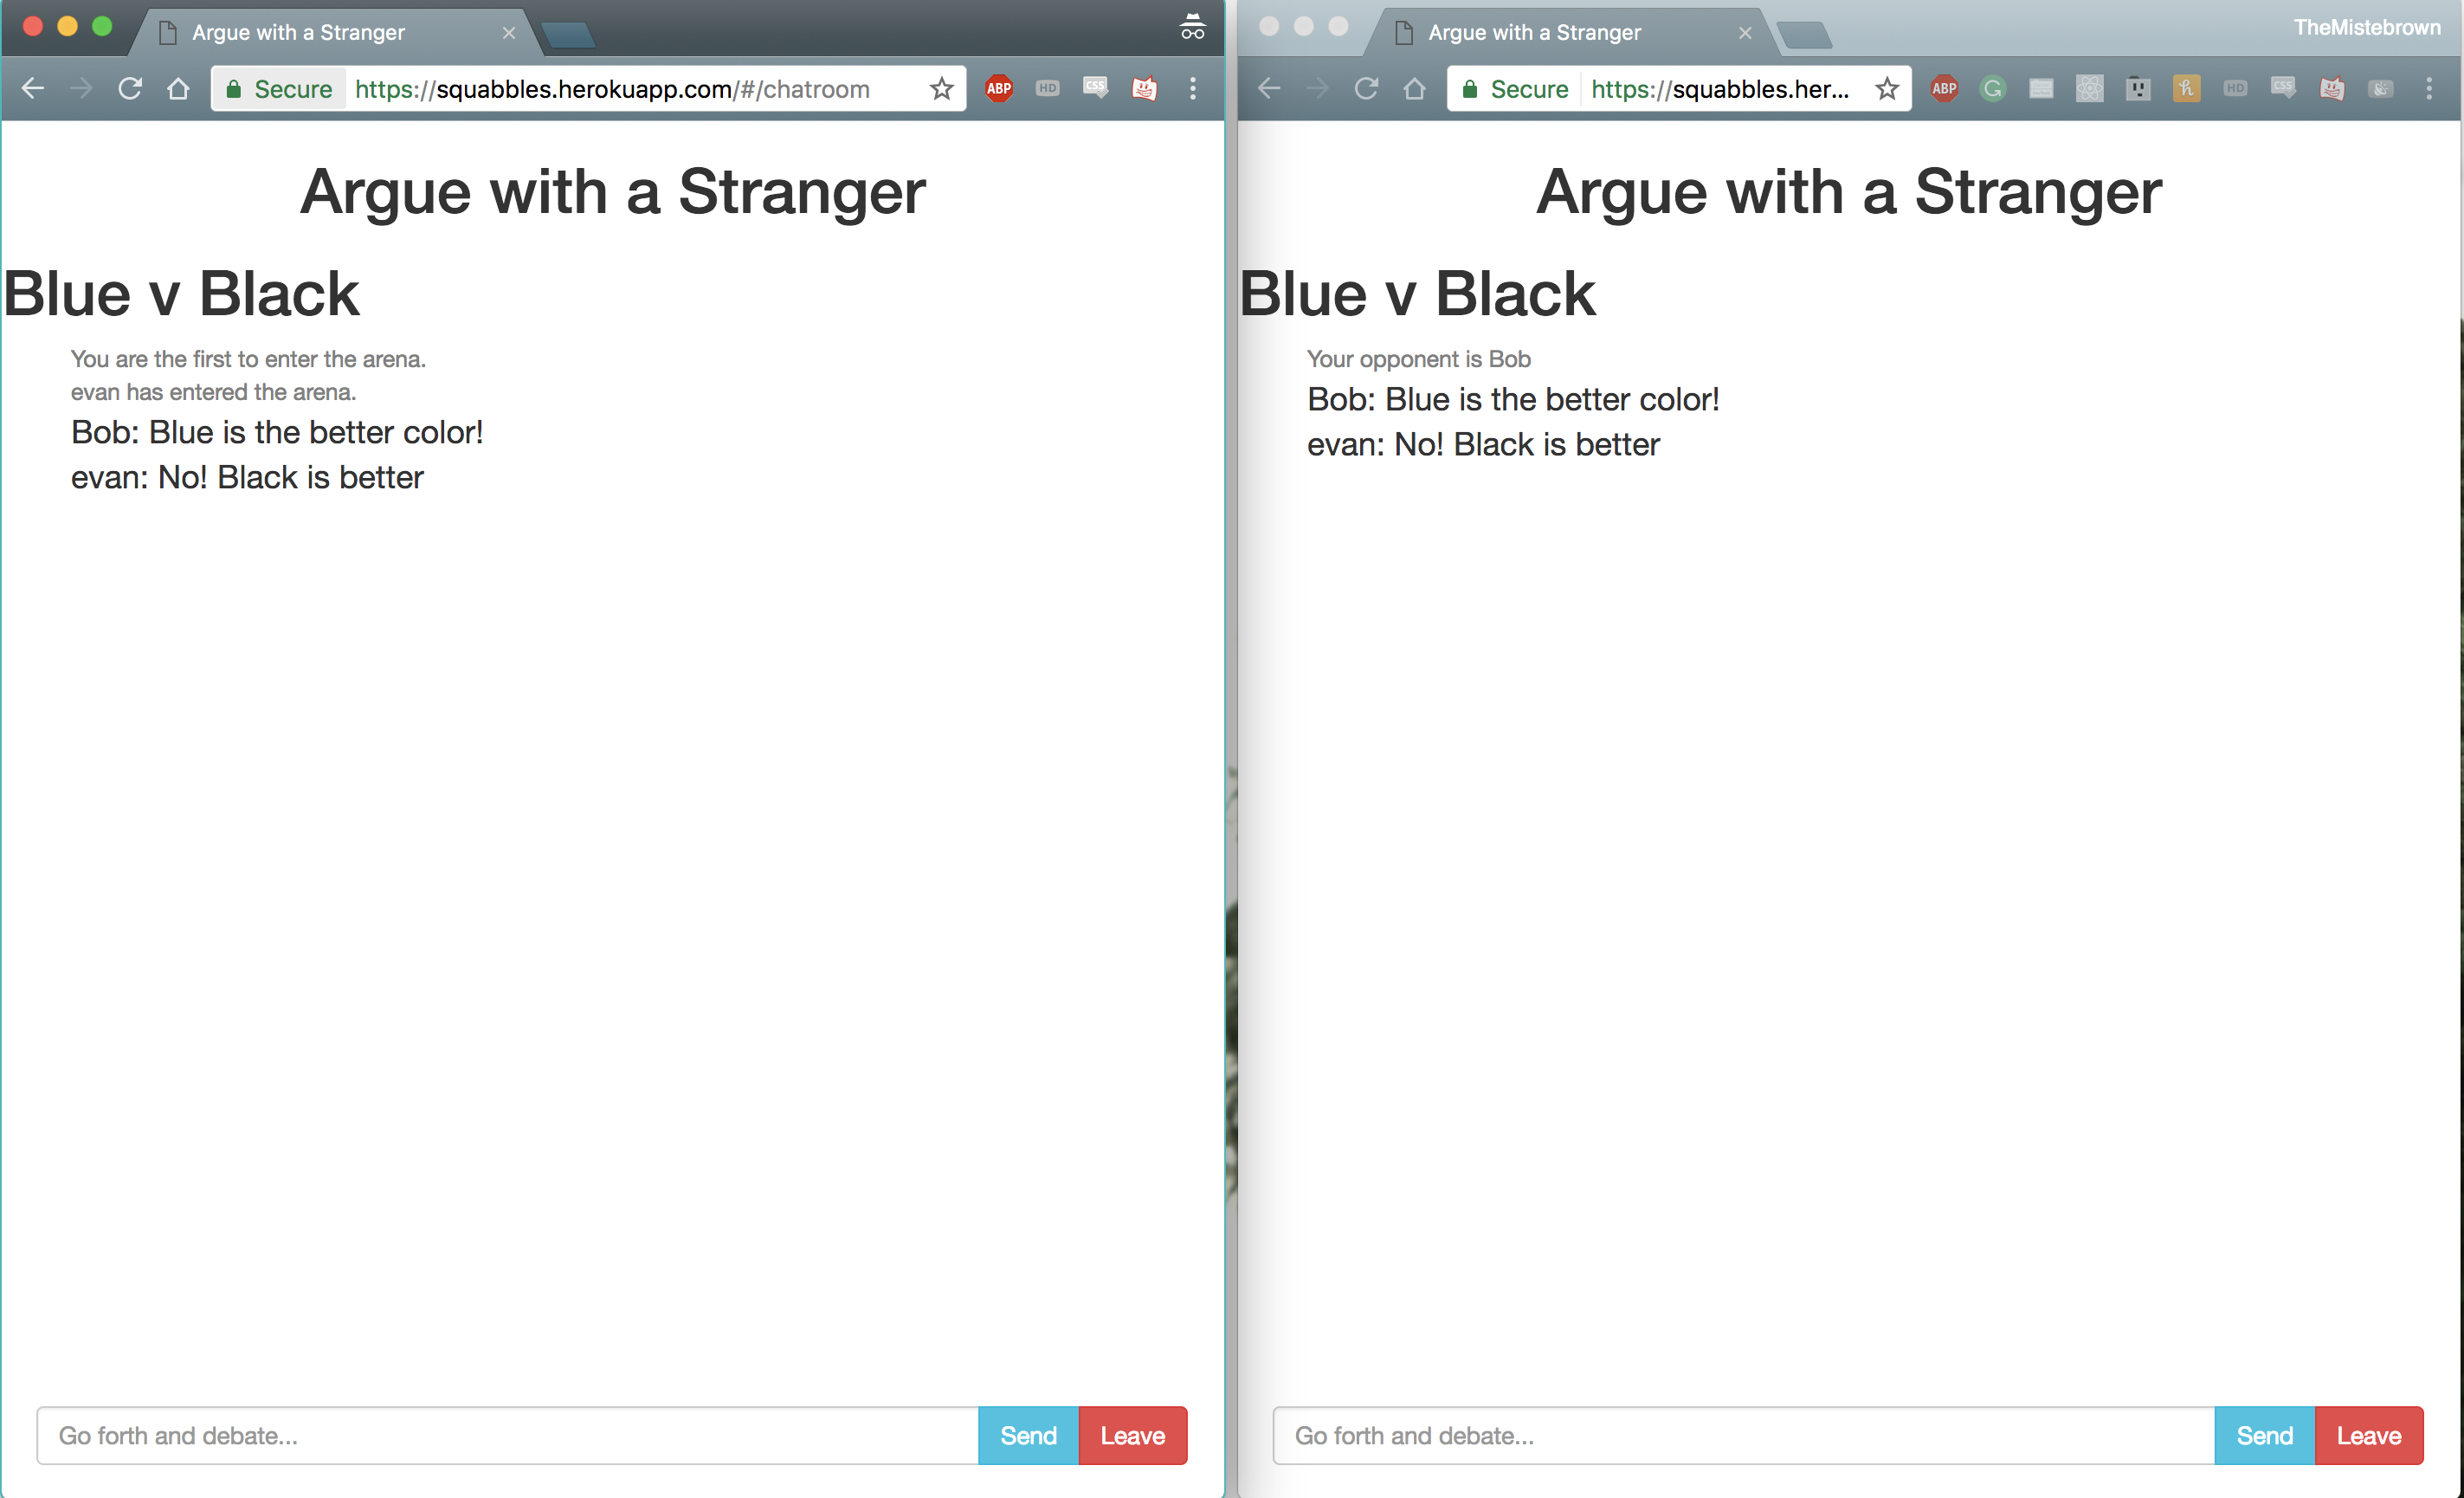 Argue with a Stranger
Secure https://squabbles.herokuapp.com/#/chatroom
ABP
HD
CSS
Argue with a Stranger
Blue v Black
You are the first to enter the arena.
evan has entered the arena.
Bob: Blue is the better color!
evan: No! Black is better
Go forth and debate...
Send
Leave
Argue with a Stranger
TheMistebrown
Secure https://squabbles.her...
ABP
G
h
HD
CSS
Argue with a Stranger
Blue v Black
Your opponent is Bob
Bob: Blue is the better color!
evan: No! Black is better
Go forth and debate...
Send
Leave